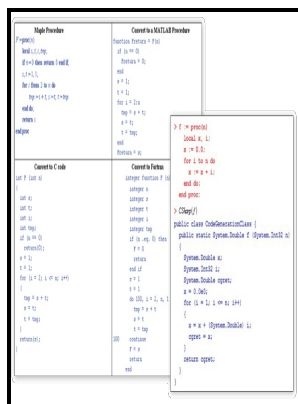 Maple Procedure
F:=proc(n)
local s, t, i, tmp;
if n=0 then return 0 end if;
s,t:=1,1;
for i from 2 to n do
tmp:=s+t; s:=t; t:=tmp
end do;
return s
end proc
Convert to a MATLAB Procedure
function Freturn = F(n)
if (n == 0)
Freturn = 0;
end
s = 1;
t = 1;
for i = 2:n
tmp = s + t;
s = t;
t = tmp;
end
Freturn = s;
Convert to C code
int F (int n)
{
int s;
int t;
int i;
int tmp;
if (n == 0)
return(0);
s = 1;
t = 1;
for (i = 2; i <= n; i++)
{
tmp = s + t;
s = t;
t = tmp;
}
return(s);
}
Convert to Fortran
integer function F (n)
integer n
integer s
integer t
integer i
integer tmp
if (n .eq. 0) then
F = 0
return
end if
s = 1
t = 1
do 100, i = 2, n, 1
tmp = s + t
s = t
t = tmp
100 continue
F = s
return
end
> f := proc(n)
local x, i;
x := 0.0;
for i to n do
x := x + i;
end do;
end proc:
> CSharp(f)
public class CodeGenerationClass {
public static System.Double f (System.Int32 n)
{
System.Double x;
System.Int32 i;
System.Double cgret;
x = 0.0e0;
for (i = 1; i <= n; i++)
{
x = x + (System.Double) i;
cgret = x;
}
return cgret;
}
}